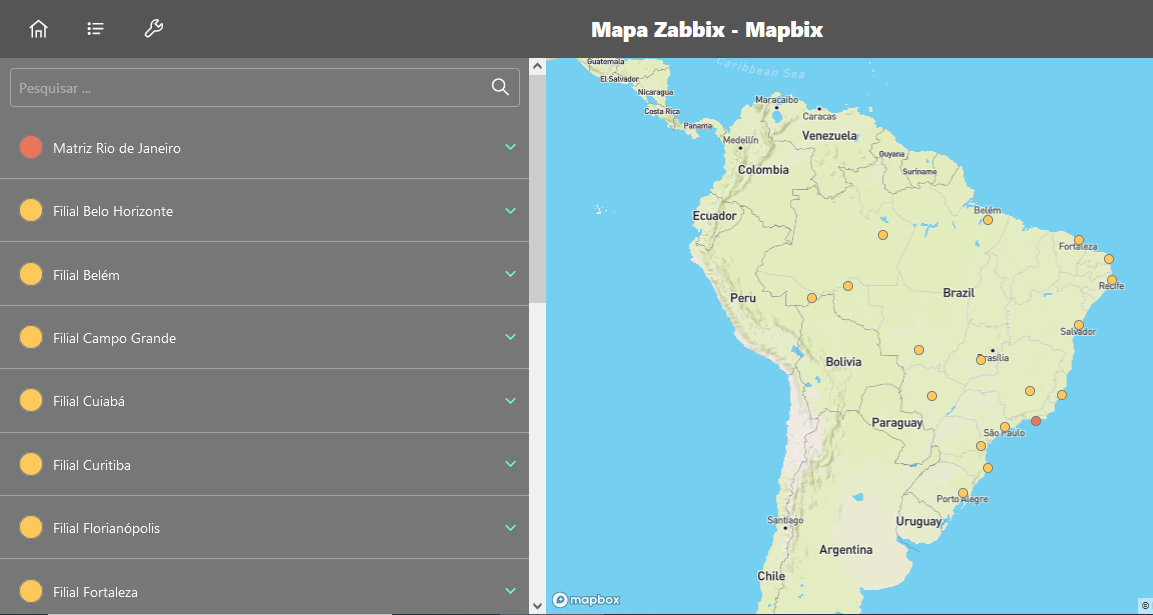 Mapa Zabbix - Mapbix
Pesquisar ...
Matriz Rio de Janeiro
Filial Belo Horizonte
Filial Belém
Filial Campo Grande
Filial Cuiabá
Filial Curitiba
Filial Florianópolis
Filial Fortaleza
Guatemala
Caribbean Sea
El Salvador
Nicaragua
Costa Rica
Maracaibo
Caracas
Panama
Venezuela
Medellín
Guyana
Colombia
Suriname
Ecuador
Belém
Fortaleza
Recife
Peru
Brazil
Salvador
Bolivia
Brasília
Paraguay
São Paulo
Porto Alegre
Santiago
Uruguay
Argentina
Chile
mapbox
©